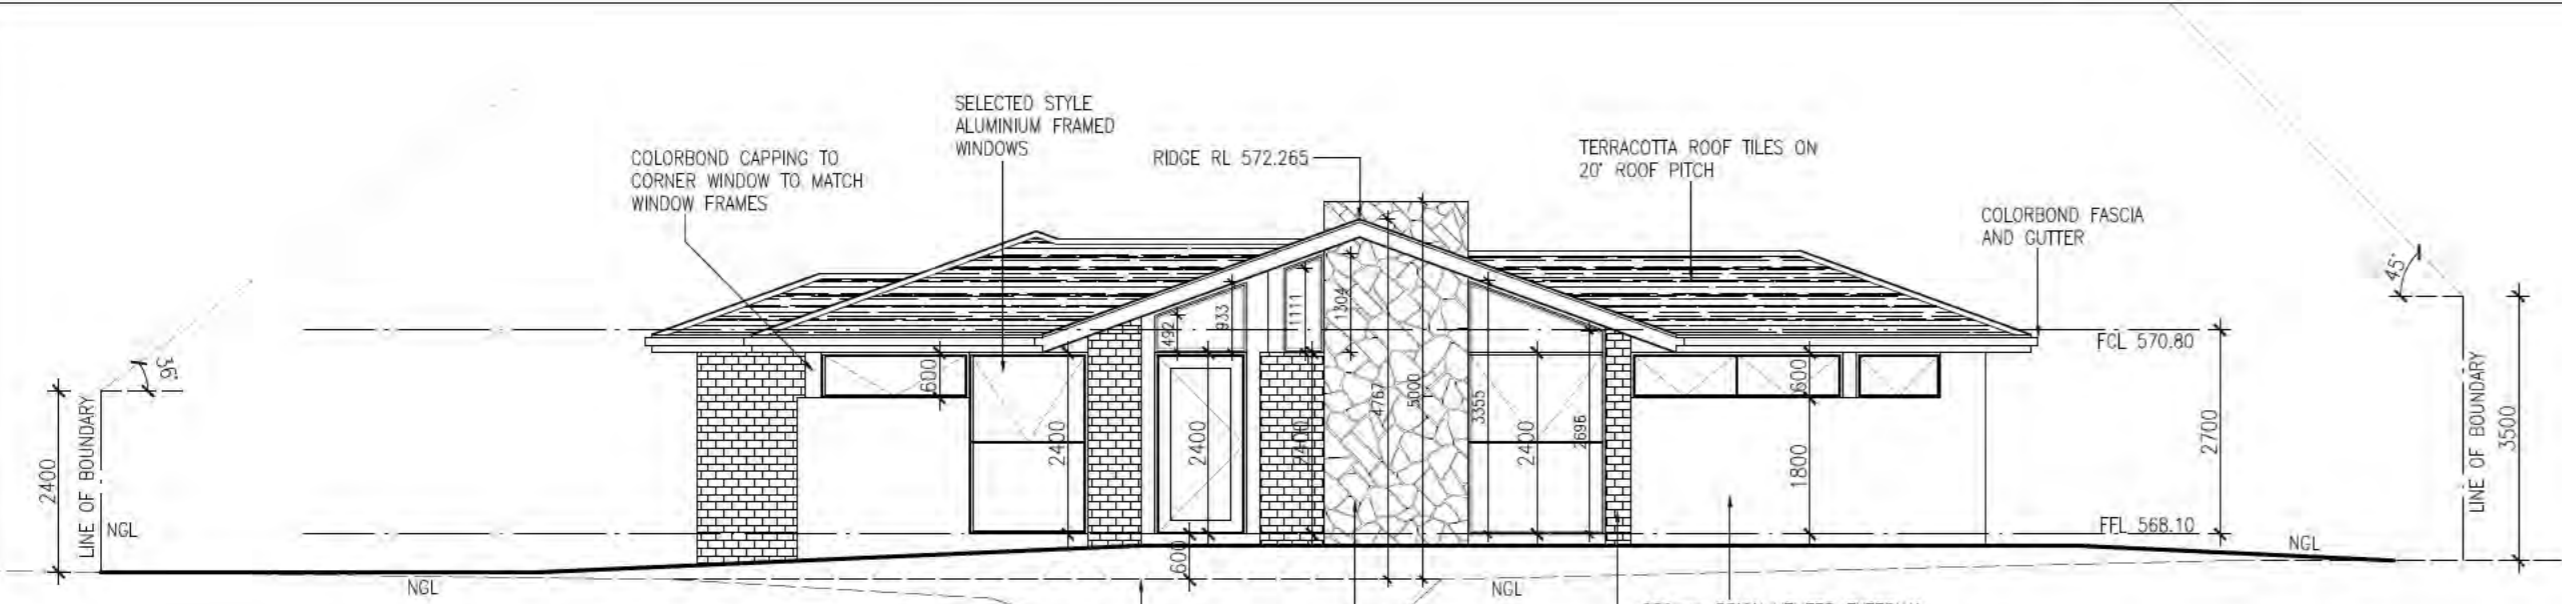 SELECTED STYLE
ALUMINIUM FRAMED
WINDOWS
COLORBOND CAPPING TO
CORNER WINDOW TO MATCH
WINDOW FRAMES
RIDGE RL 572.265
TERRACOTTA ROOF TILES ON
20° ROOF PITCH
COLORBOND FASCIA
AND GUTTER
45°
36°
FCL 570.80
492
933
1111
1304
600
600
2400
LINE OF BOUNDARY
NGL
2400
2400
2400
4767
5000
3355
2400
2696
1800
2700
LINE OF BOUNDARY
3500
FFL 568.10
NGL
600
NGL
NGL